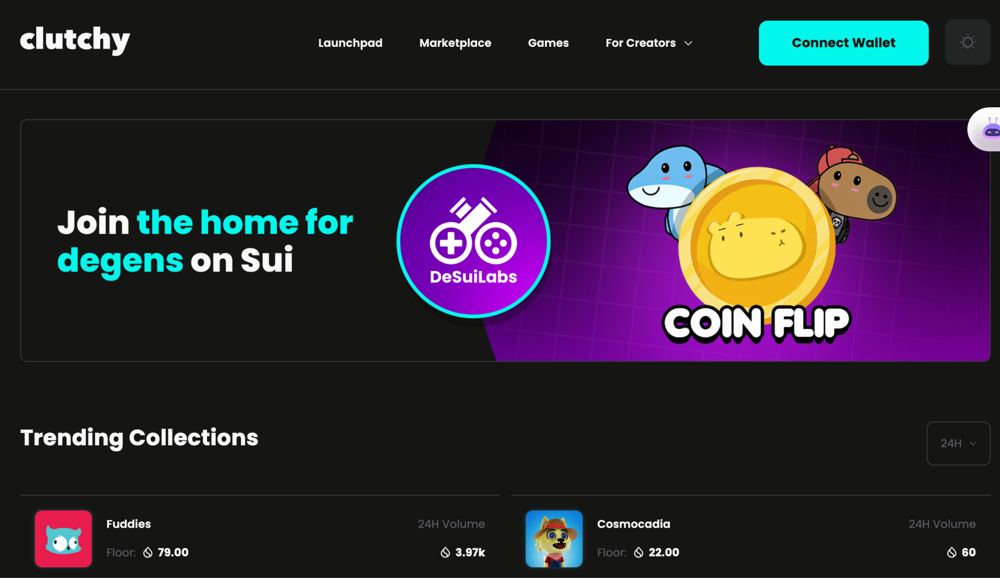 clutchy
Launchpad
Marketplace
Games
For Creators
Connect Wallet
Join the home for
degens on Sui
DeSuiLabs
COIN FLIP
Trending Collections
24H
Fuddies
24H Volume
Floor: 79.00
3.97k
Cosmocadia
24H Volume
Floor: 22.00
60